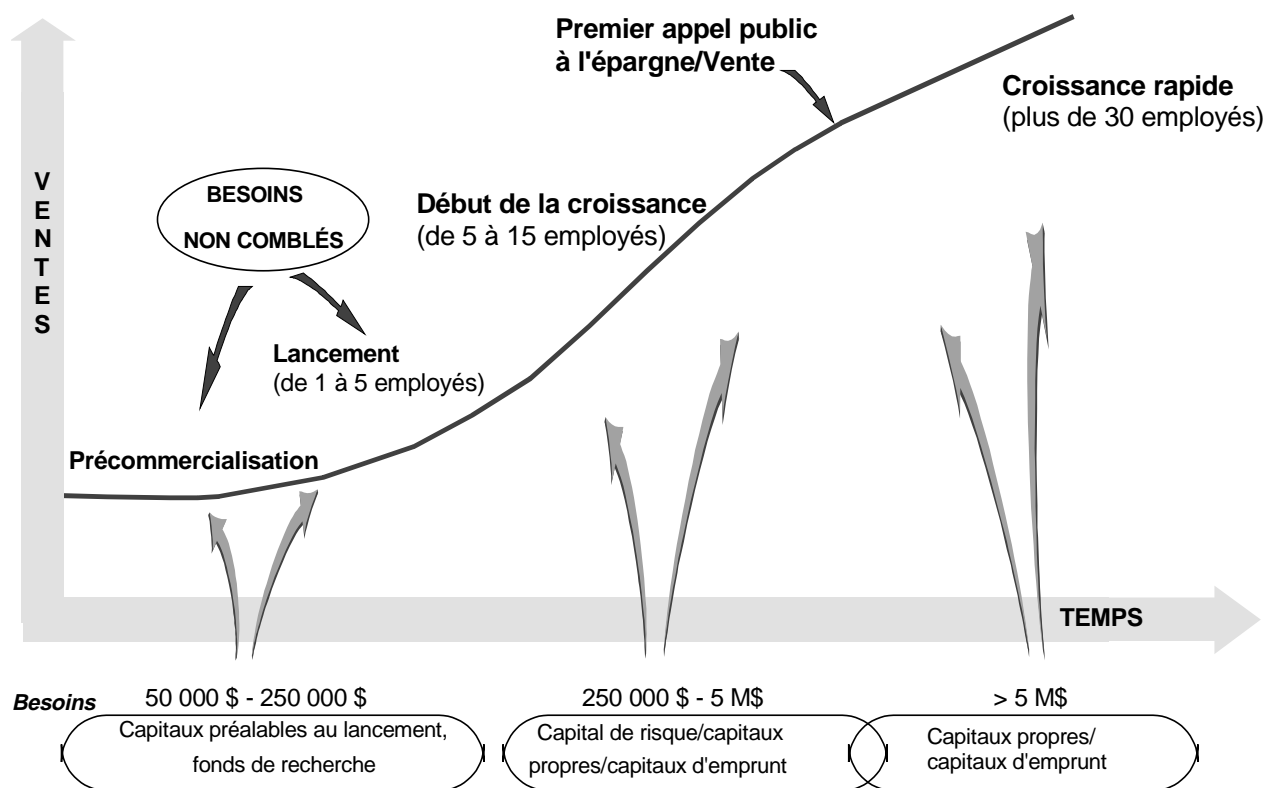 Premier appel public
à l'épargne/Vente
Croissance rapide
(plus de 30 employés)
VENTES
BESOINS
NON COMBLÉS
Début de la croissance
(de 5 à 15 employés)
Lancement
(de 1 à 5 employés)
Précommercialisation
TEMPS
Besoins
50 000 $ - 250 000 $
250 000 $ - 5 M$
> 5 M$
Capitaux préalables au lancement,
fonds de recherche
Capital de risque/capitaux
propres/capitaux d'emprunt
Capitaux propres/
capitaux d'emprunt